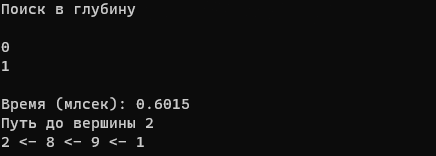 Поиск в глубину
0
1
Время (млсек): 0.6015
Путь до вершины 2
2 <- 8 <- 9 <- 1